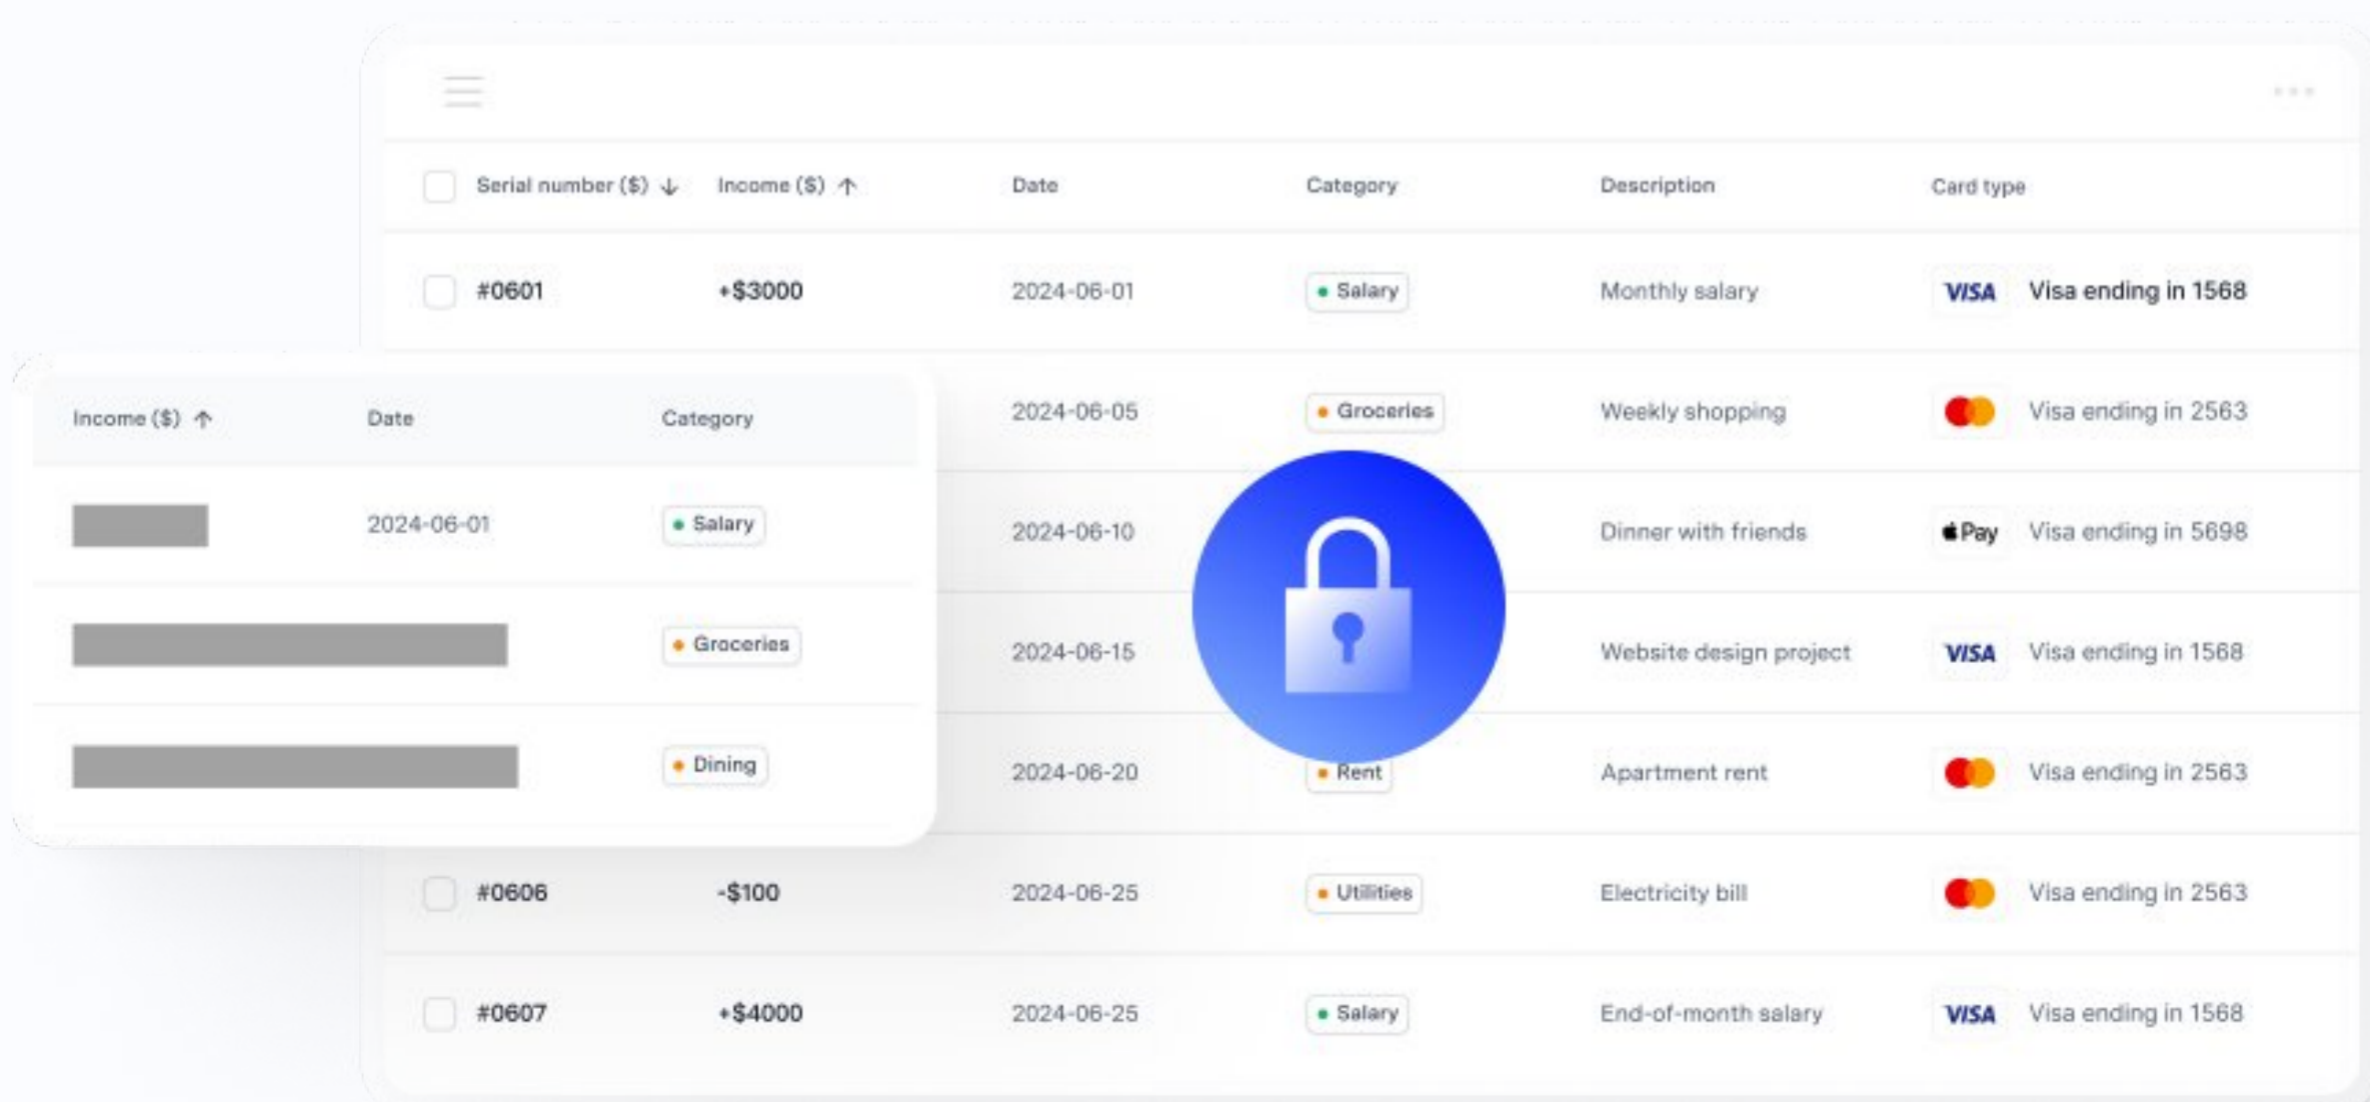 Serial number ($) ↓ Income ($) ↑ Date Category Description Card type
#0601 +$3000 2024-06-01 Salary Monthly salary VISA Visa ending in 1568
2024-06-05 Groceries Weekly shopping Visa ending in 2563
2024-06-10 Dinner with friends Pay Visa ending in 5698
2024-06-15 Website design project VISA Visa ending in 1568
2024-06-20 Rent Apartment rent Visa ending in 2563
#0606 -$100 2024-06-25 Utilities Electricity bill Visa ending in 2563
#0607 +$4000 2024-06-25 Salary End-of-month salary VISA Visa ending in 1568
Income ($) ↑ Date Category
2024-06-01 Salary
Groceries
Dining